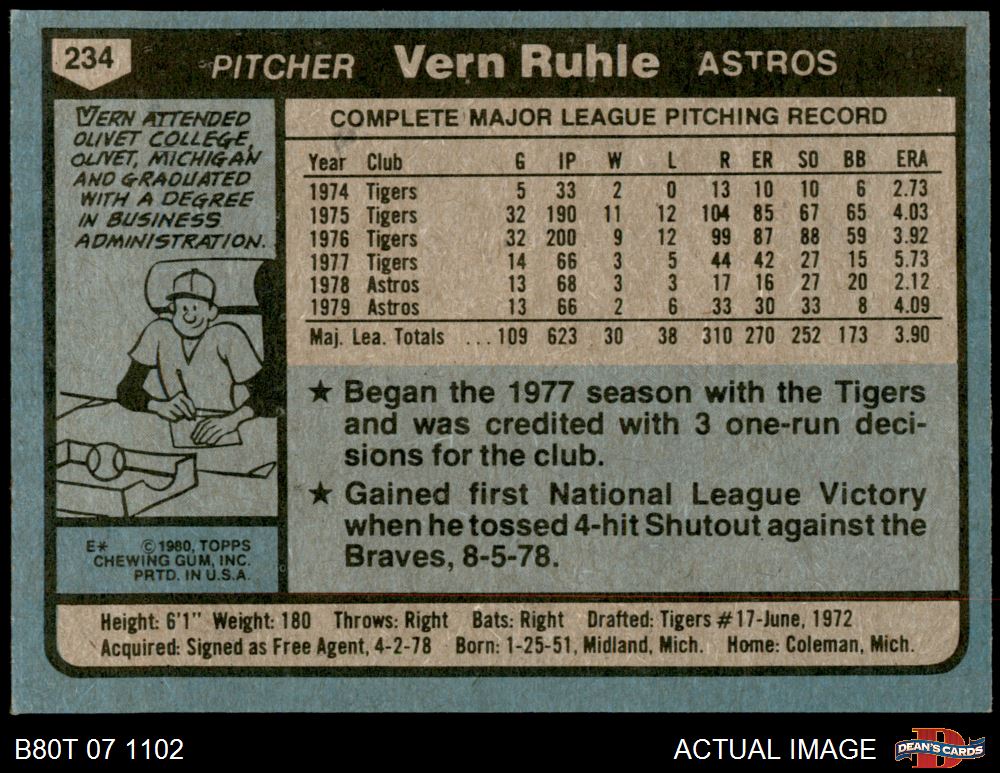 234
PITCHER Vern Ruhle ASTROS
VERN ATTENDED
OLIVET COLLEGE,
OLIVET, MICHIGAN
AND GRADUATED
WITH A DEGREE
IN BUSINESS
ADMINISTRATION.
E* © 1980, TOPPS
CHEWING GUM, INC.
PRTD. IN U.S.A.
COMPLETE MAJOR LEAGUE PITCHING RECORD
Year Club G IP W L R ER SO BB ERA
1974 Tigers 5 33 2 0 13 10 10 6 2.73
1975 Tigers 32 190 11 12 104 85 67 65 4.03
1976 Tigers 32 200 9 12 99 87 88 59 3.92
1977 Tigers 14 66 3 5 44 42 27 15 5.73
1978 Astros 13 68 3 3 17 16 27 20 2.12
1979 Astros 13 66 2 6 33 30 33 8 4.09
Maj. Lea. Totals ... 109 623 30 38 310 270 252 173 3.90
★ Began the 1977 season with the Tigers
and was credited with 3 one-run deci-
sions for the club.
★ Gained first National League Victory
when he tossed 4-hit Shutout against the
Braves, 8-5-78.
Height: 6'1" Weight: 180 Throws: Right Bats: Right Drafted: Tigers #17-June, 1972
Acquired: Signed as Free Agent, 4-2-78 Born: 1-25-51, Midland, Mich. Home: Coleman, Mich.
B80T 07 1102
ACTUAL IMAGE
D
DEAN'S CARDS